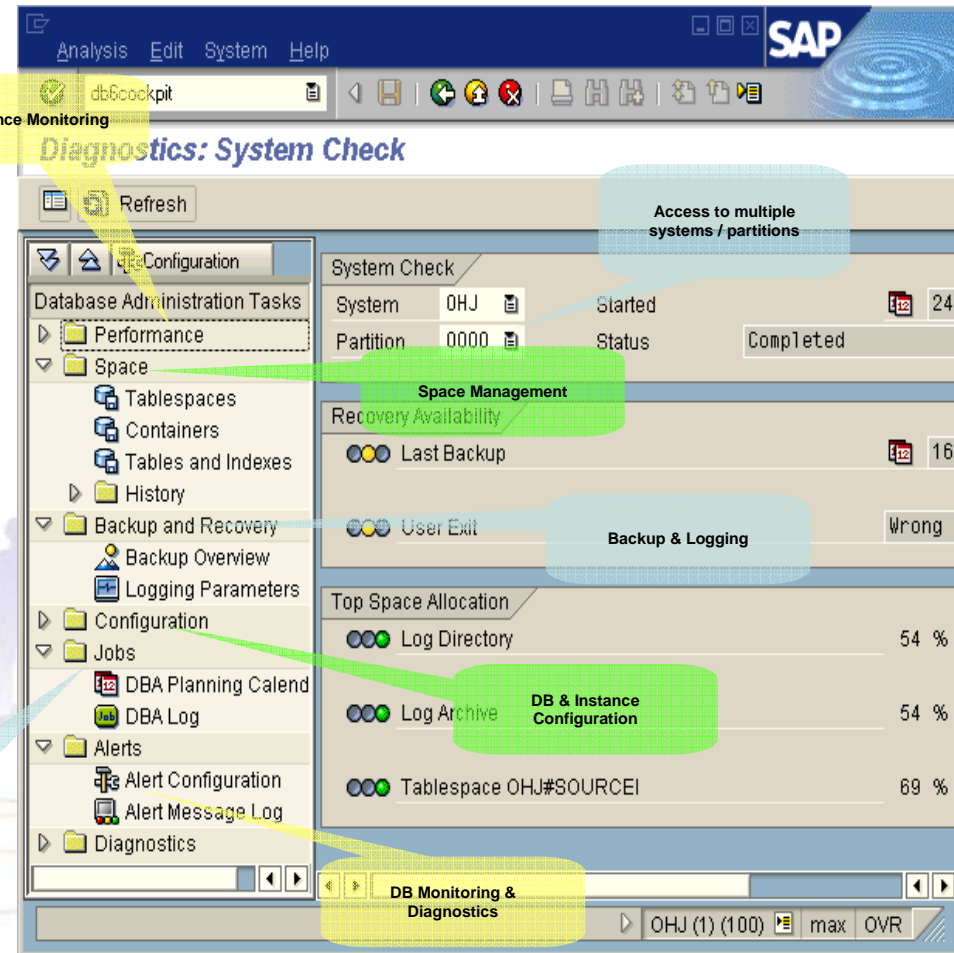 Analysis Edit System Help
SAP
db6cockpit
nce Monitoring
Diagnostics: System Check
Refresh
Access to multiple
systems / partitions
Configuration
Database Administration Tasks
Performance
Space
Tablespaces
Containers
Tables and Indexes
History
Backup and Recovery
Backup Overview
Logging Parameters
Configuration
Jobs
DBA Planning Calend
DBA Log
Alerts
Alert Configuration
Alert Message Log
Diagnostics
System Check
System OHJ Started 24
Partition 0000 Status Completed
Space Management
Recovery Availability
Last Backup 16
User Exit Wrong
Backup & Logging
Top Space Allocation
Log Directory 54 %
DB & Instance
Configuration
Log Archive 54 %
Tablespace OHJ#SOURCEI 69 %
DB Monitoring &
Diagnostics
OHJ (1) (100) max OVR